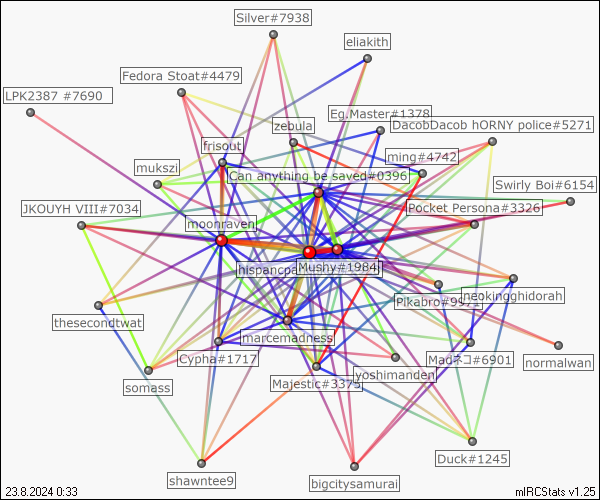 Silver#7938
eliakith
Fedora Stoat#4479
LPK2387 #7690
Eg.Master#1378
zebula
DacobDacob hORNY police#5271
frisout
ming#4742
mukszi
Can anything be saved#0396
Swirly Boi#6154
JKOUYH VIII#7034
Pocket Persona#3326
moonraven
hispancpa
Mushy#1984
Pikabro#9971
neokingghidorah
thesecondtwat
marcemadness
Cypha#1717
Madネコ#6901
normalwan
yoshimanden
somass
Majestic#3375
Duck#1245
shawntee9
bigcitysamurai
23.8.2024 0:33
mIRCStats v1.25